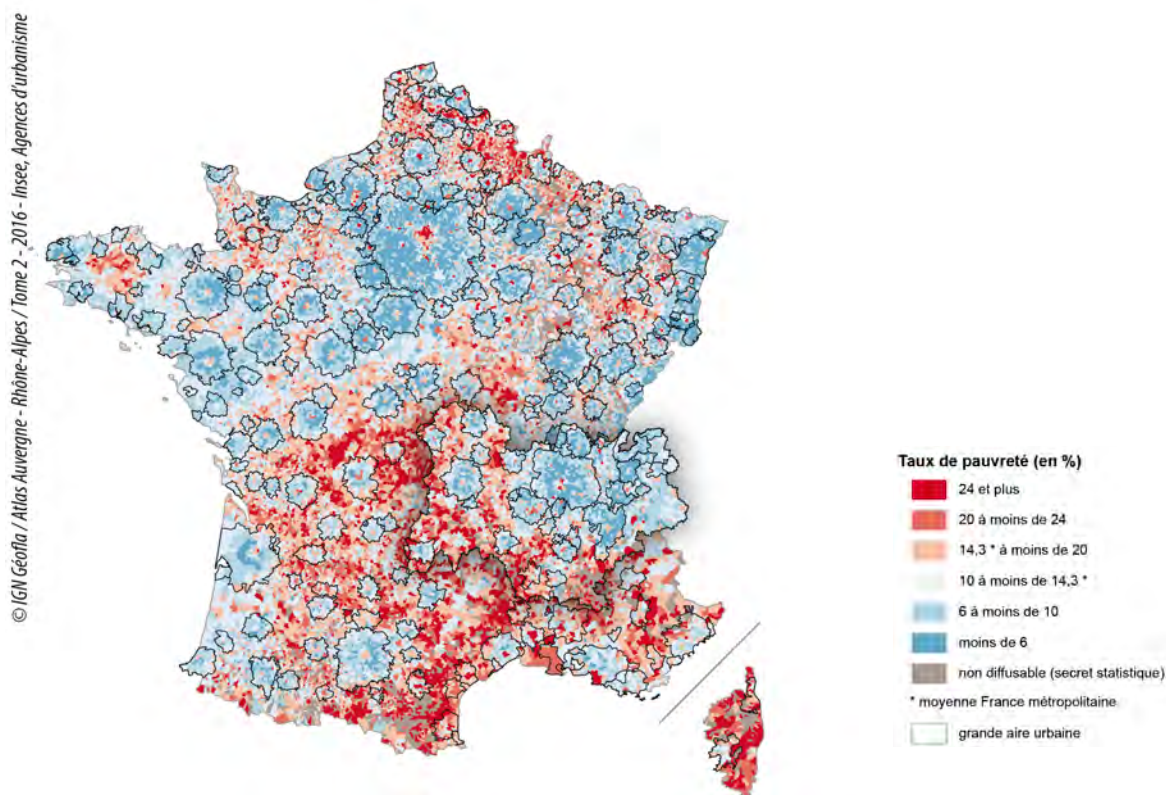 © IGN Géofla / Atlas Auvergne - Rhône-Alpes / Tome 2 - 2016 - Insee, Agences d'urbanisme
Taux de pauvreté (en %)
24 et plus
20 à moins de 24
14,3 * à moins de 20
10 à moins de 14,3 *
6 à moins de 10
moins de 6
non diffusable (secret statistique)
* moyenne France métropolitaine
grande aire urbaine